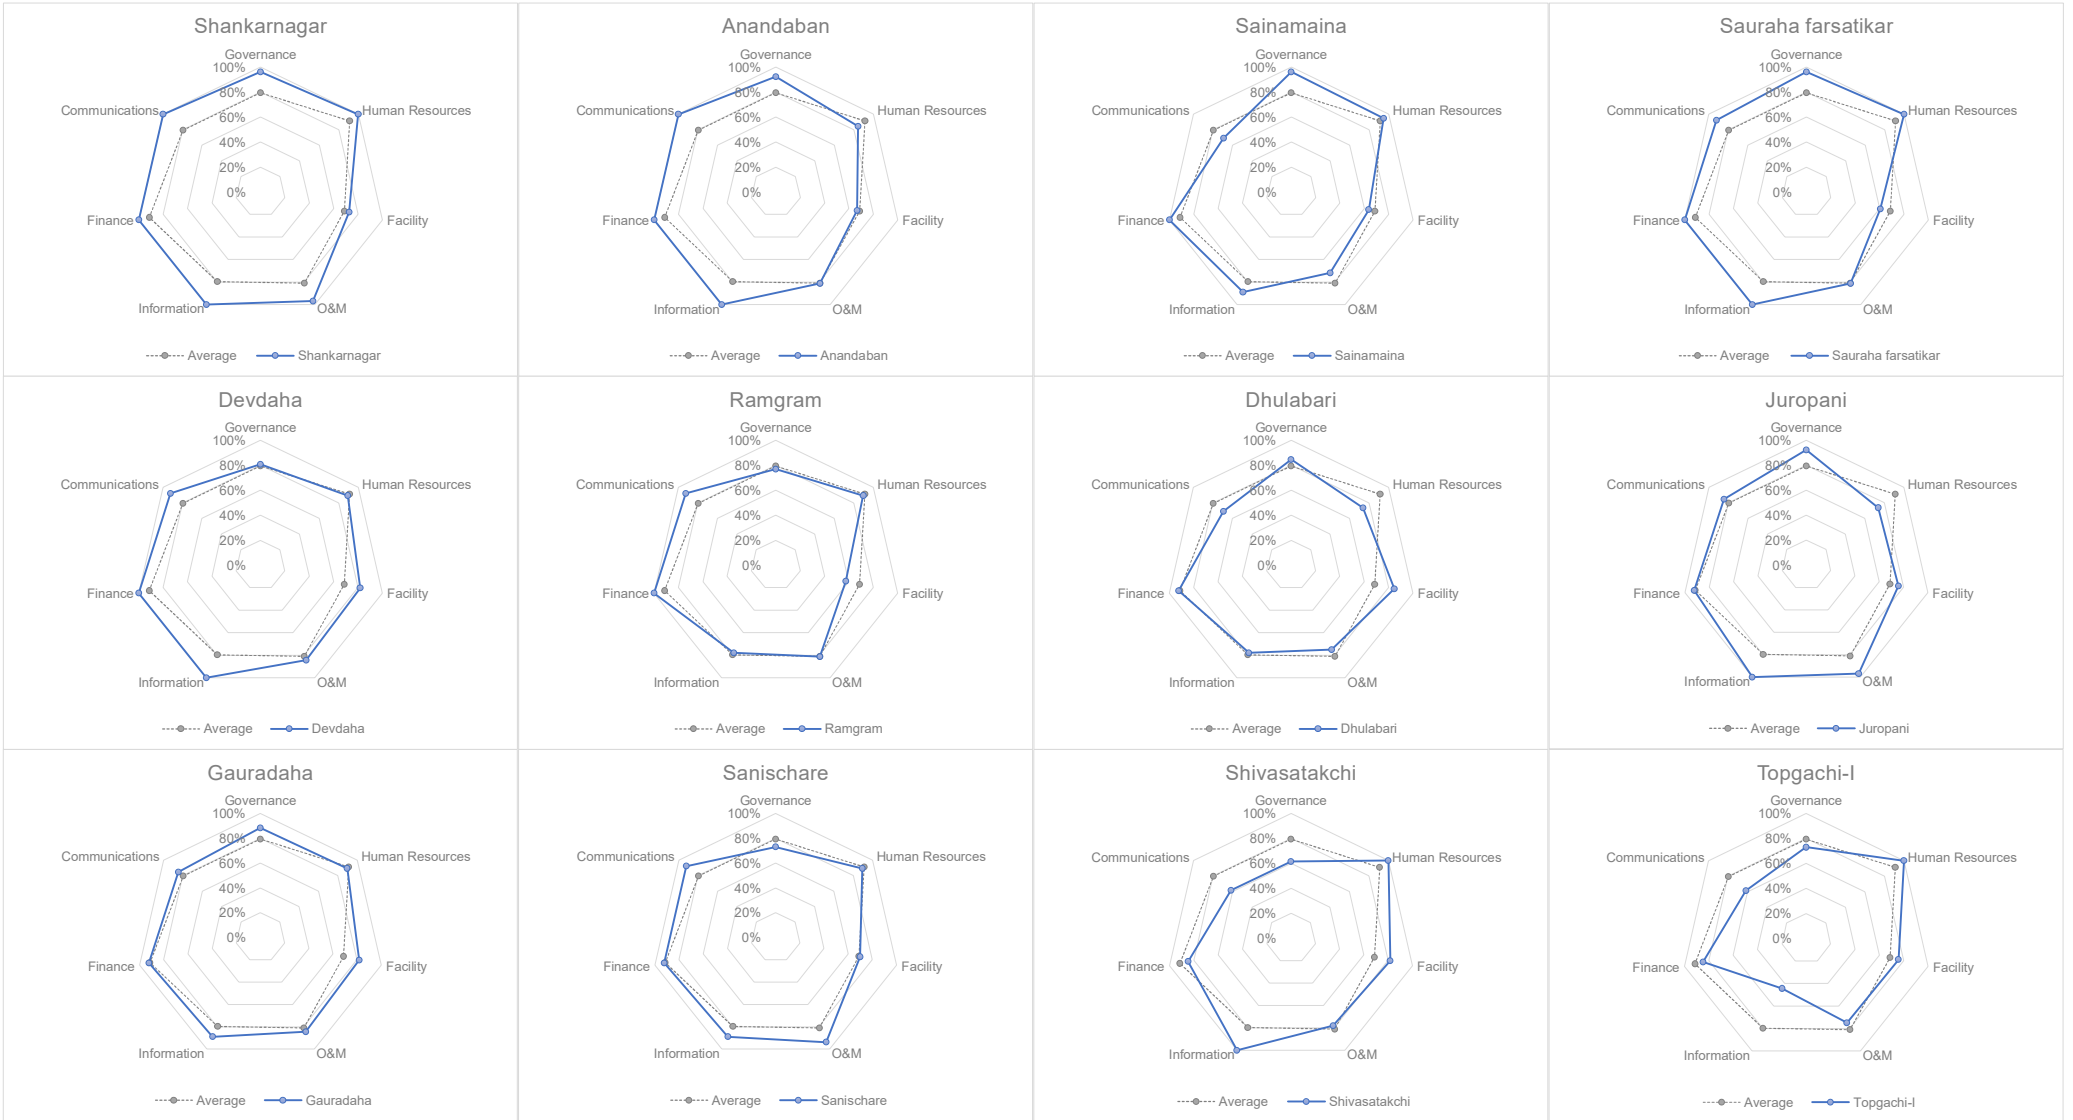 Shankarnagar
Governance
100%
80%
60%
40%
20%
0%
Human Resources
Facility
O&M
Information
Finance
Communications
Average
Shankarnagar
Anandaban
Governance
100%
80%
60%
40%
20%
0%
Human Resources
Facility
O&M
Information
Finance
Communications
Average
Anandaban
Sainamaina
Governance
100%
80%
60%
40%
20%
0%
Human Resources
Facility
O&M
Information
Finance
Communications
Average
Sainamaina
Sauraha farsatikar
Governance
100%
80%
60%
40%
20%
0%
Human Resources
Facility
O&M
Information
Finance
Communications
Average
Sauraha farsatikar
Devdaha
Governance
100%
80%
60%
40%
20%
0%
Human Resources
Facility
O&M
Information
Finance
Communications
Average
Devdaha
Ramgram
Governance
100%
80%
60%
40%
20%
0%
Human Resources
Facility
O&M
Information
Finance
Communications
Average
Ramgram
Dhulabari
Governance
100%
80%
60%
40%
20%
0%
Human Resources
Facility
O&M
Information
Finance
Communications
Average
Dhulabari
Juropani
Governance
100%
80%
60%
40%
20%
0%
Human Resources
Facility
O&M
Information
Finance
Communications
Average
Juropani
Gauradaha
Governance
100%
80%
60%
40%
20%
0%
Human Resources
Facility
O&M
Information
Finance
Communications
Average
Gauradaha
Sanischare
Governance
100%
80%
60%
40%
20%
0%
Human Resources
Facility
O&M
Information
Finance
Communications
Average
Sanischare
Shivasatakchi
Governance
100%
80%
60%
40%
20%
0%
Human Resources
Facility
O&M
Information
Finance
Communications
Average
Shivasatakchi
Topgachi-I
Governance
100%
80%
60%
40%
20%
0%
Human Resources
Facility
O&M
Information
Finance
Communications
Average
Topgachi-I